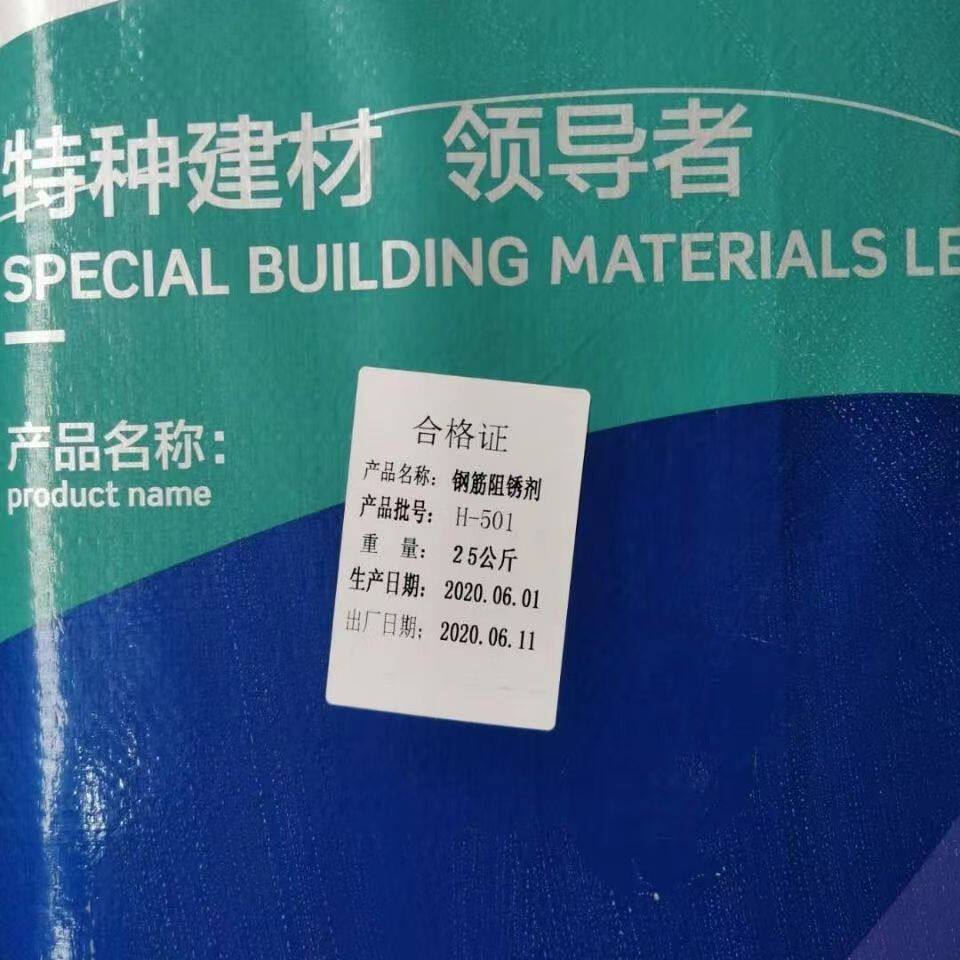 特种建材 领导者
SPECIAL BUILDING MATERIALS LE
产品名称：
product name
合格证
产品名称：钢筋阻锈剂
产品批号：H-501
重 量：25公斤
生产日期：2020.06.01
出厂日期：2020.06.11